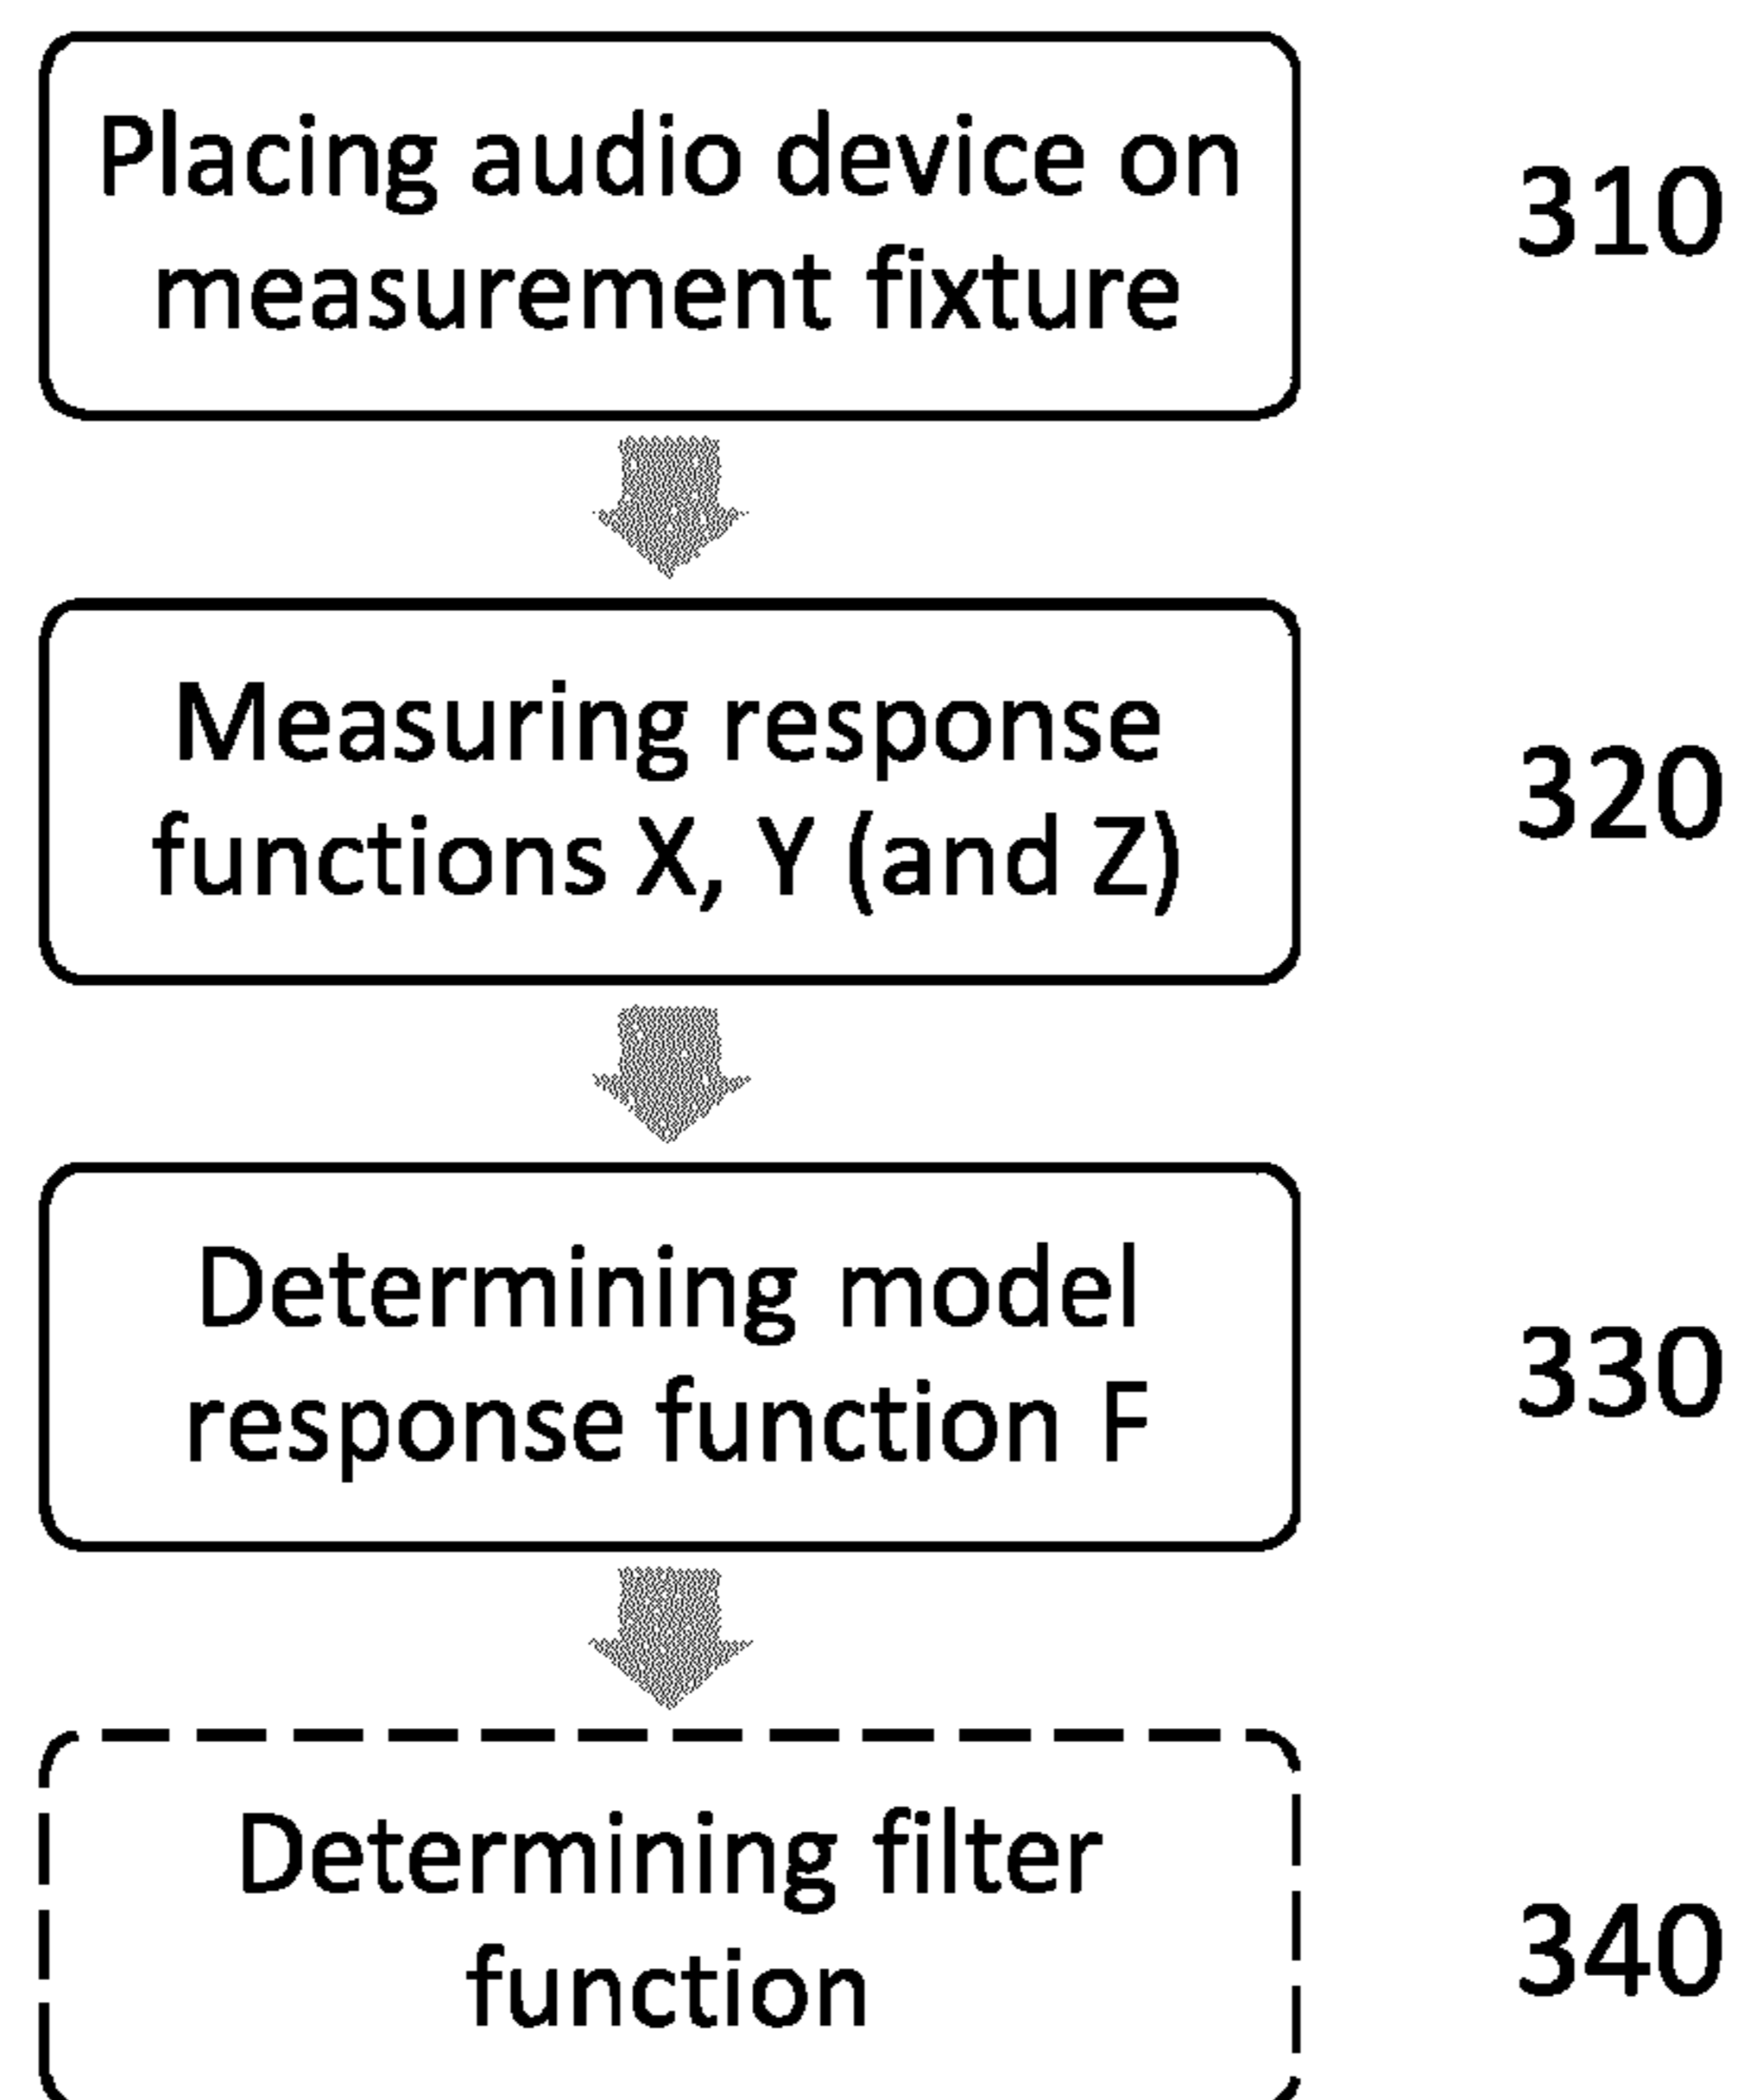 Placing audio device on
measurement fixture
310
Measuring response
functions X, Y (and Z)
320
Determining model
response function F
330
Determining filter
function
340